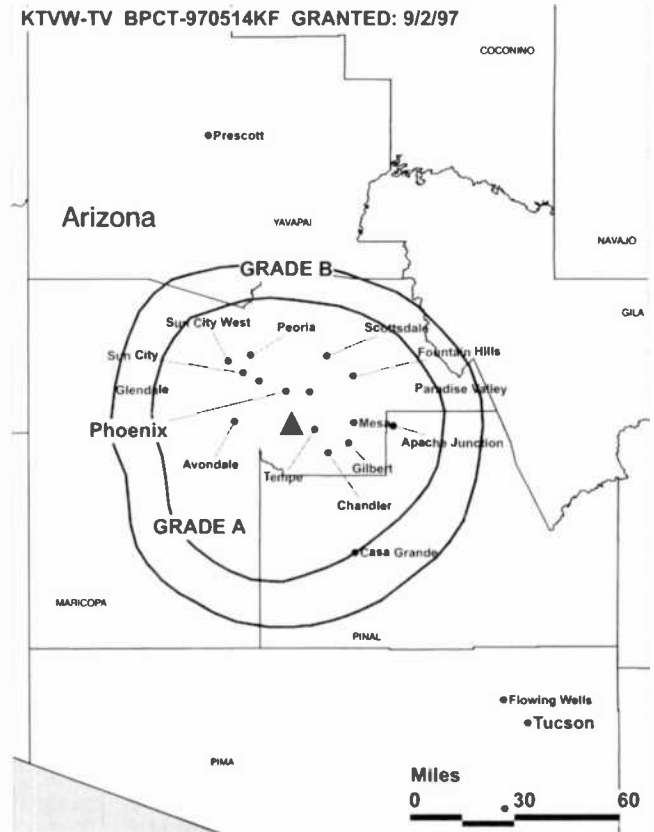 KTVW-TV BPCT-970514KF GRANTED: 9/2/97
COCONINO
Prescott
Arizona
YAVAPAI
NAVAJO
GRADE B
GILA
Sun City West
Peoria
Scottsdale
Sun City
Fountain Hills
Glendale
Paradise Valley
Phoenix
Mesa
Apache Junction
Avondale
Tempe
Gilbert
Chandler
GRADE A
Casa Grande
MARICOPA
PINAL
Flowing Wells
Tucson
PIMA
Miles
0 30 60